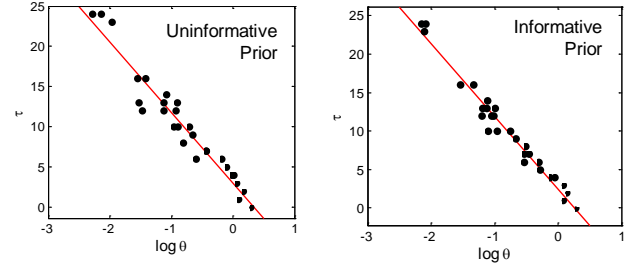 25
20
15
10
5
0
τ
Uninformative
Prior
-3 -2 -1 0 1
log θ
25
20
15
10
5
0
τ
Informative
Prior
-3 -2 -1 0 1
log θ